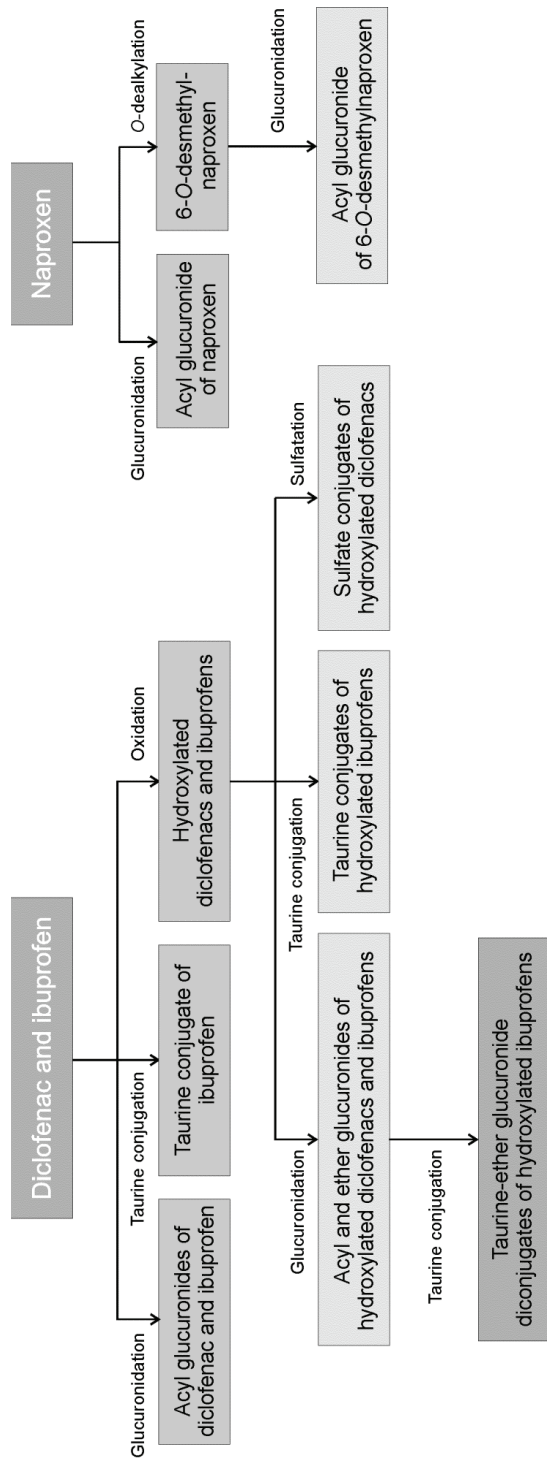 Diclofenac and ibuprofen
Glucuronidation
Taurine conjugation
Oxidation
Acyl glucuronides of
diclofenac and ibuprofen
Taurine conjugate of
ibuprofen
Hydroxylated
diclofenacs and ibuprofens
Glucuronidation
Taurine conjugation
Sulfatation
Acyl and ether glucuronides of
hydroxylated diclofenacs and ibuprofens
Taurine conjugates of
hydroxylated ibuprofens
Sulfate conjugates of
hydroxylated diclofenacs
Taurine conjugation
Taurine-ether glucuronide
diconjugates of hydroxylated ibuprofens
Naproxen
Glucuronidation
O-dealkylation
Acyl glucuronide
of naproxen
6-O-desmethyl-
naproxen
Glucuronidation
Acyl glucuronide
of 6-O-desmethylnaproxen